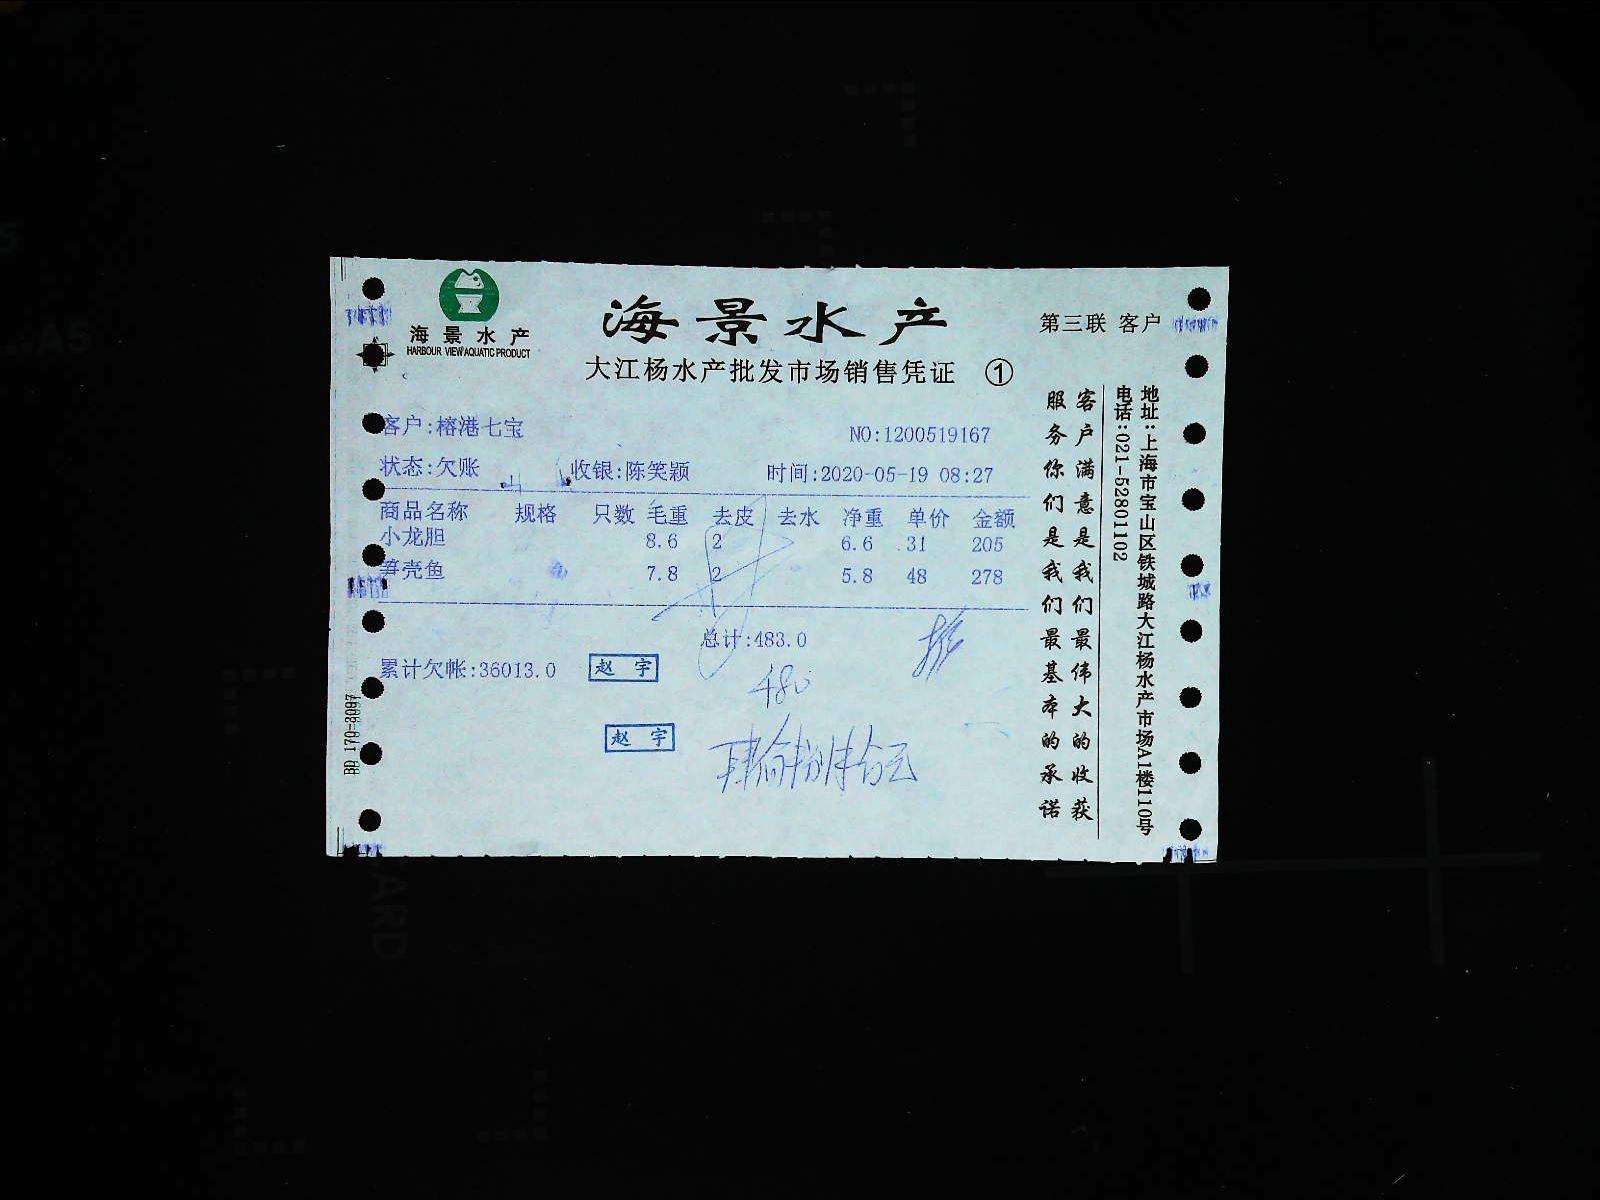 海景水产
HARBOUR VIEW AQUATIC PRODUCT
海景水产
大江杨水产批发市场销售凭证 ①
第三联 客户
客户:榕港七宝
NO:1200519167
状态:欠账 收银:陈笑颖 时间:2020-05-19 08:27
商品名称 规格 只数 毛重 去皮 去水 净重 单价 金额
小龙胆 8.6 2 6.6 31 205
笋壳鱼 7.8 2 5.8 48 278
总计:483.0
累计欠帐:36013.0
赵 宇
480
赵 宇
客户满意是我们最伟大的收获
服务你们是我们最基本的承诺
地址:上海市宝山区铁城路大江杨水产市场A1楼110号
电话:021-52801102